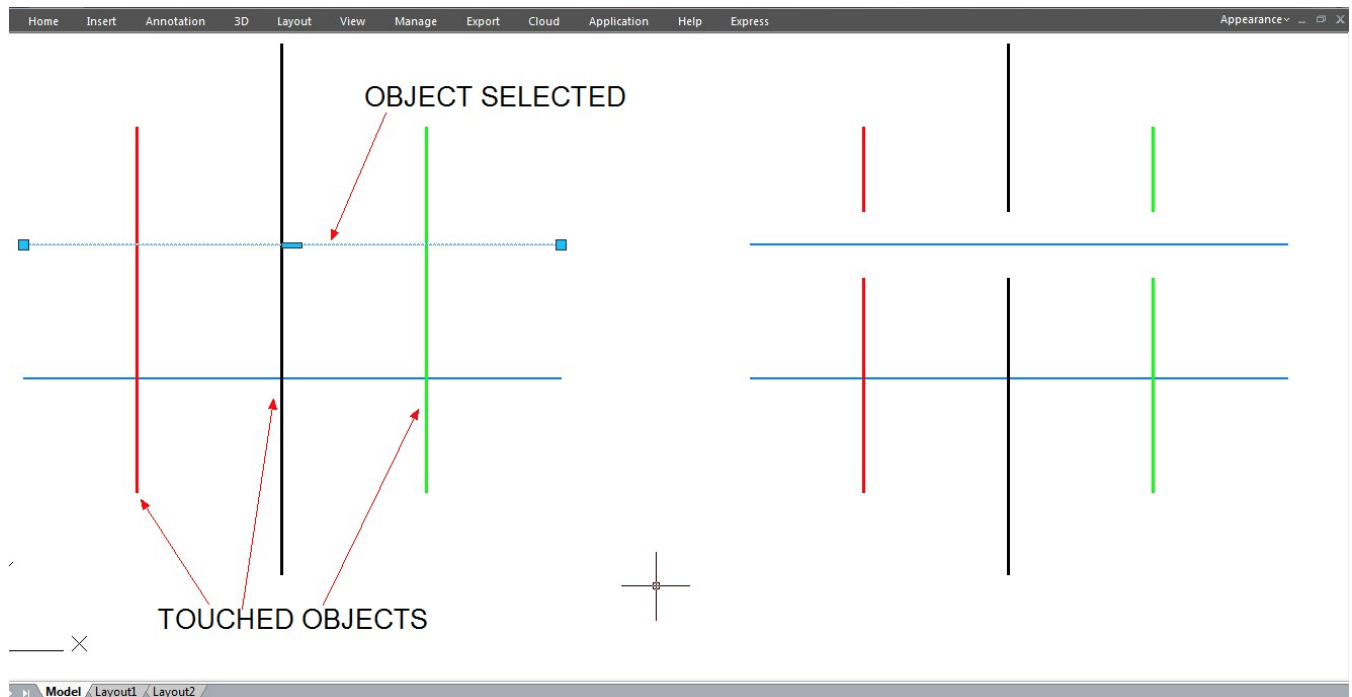 Home Insert Annotation 3D Layout View Manage Export Cloud Application Help Express Appearance
OBJECT SELECTED
TOUCHED OBJECTS
Model Layout1 Layout2